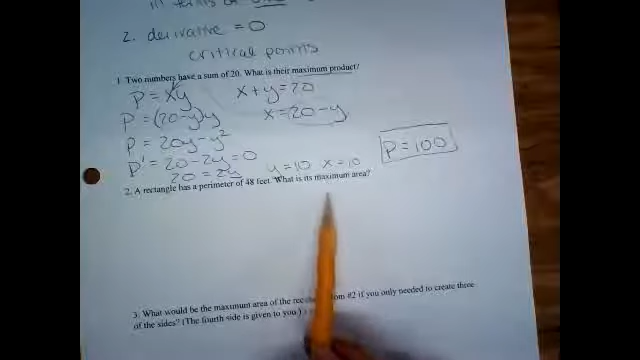 in terms of
2. derivative = 0
critical points
1. Two numbers have a sum of 20. What is their maximum product?
P = xy x + y = 20
P = (20-y)y x = 20 - y
P = 20y - y²
P = 100
P' = 20 - 2y = 0
20 = 2y y = 10 x = 10
2. A rectangle has a perimeter of 48 feet. What is its maximum area?
3. What would be the maximum area of the rec from #2 if you only needed to create three
of the sides? (The fourth side is given to you.)